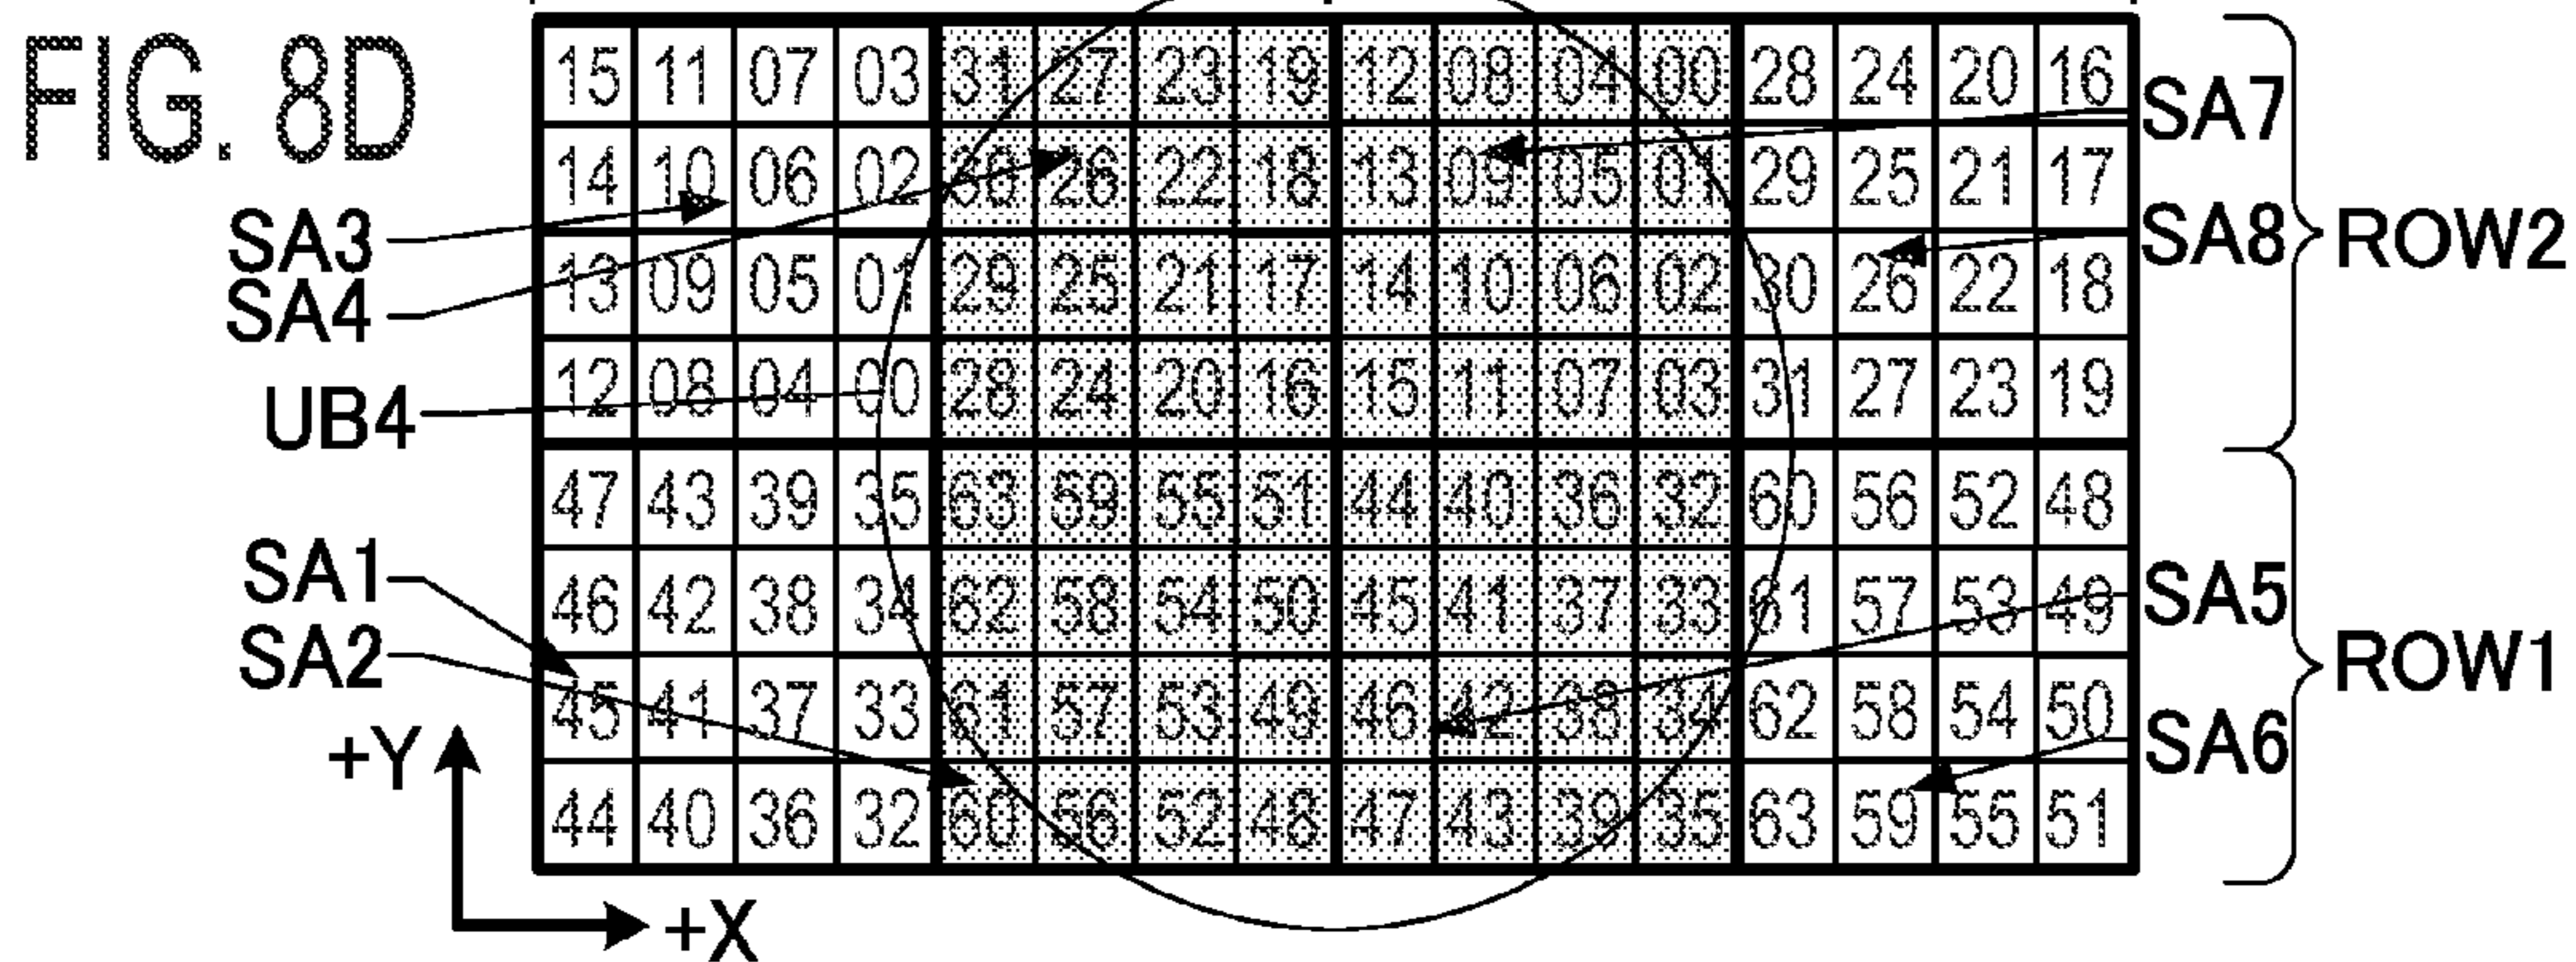 FIG. 8D
15 11 07 03 31 27 23 19 12 08 04 00 28 24 20 16
SA7
14 10 06 02 30 26 22 18 13 09 05 01 29 25 21 17
SA3
SA8
ROW2
13 09 05 01 29 25 21 17 14 10 06 02 30 26 22 18
SA4
12 08 04 00 28 24 20 16 15 11 07 03 31 27 23 19
UB4
47 43 39 35 63 59 55 51 44 40 36 32 60 56 52 48
SA1
46 42 38 34 62 58 54 50 45 41 37 33 61 57 53 49
SA5
SA2
ROW1
45 41 37 33 61 57 53 49 46 42 38 34 62 58 54 50
+Y
SA6
44 40 36 32 60 56 52 48 47 43 39 35 63 59 55 51
+X